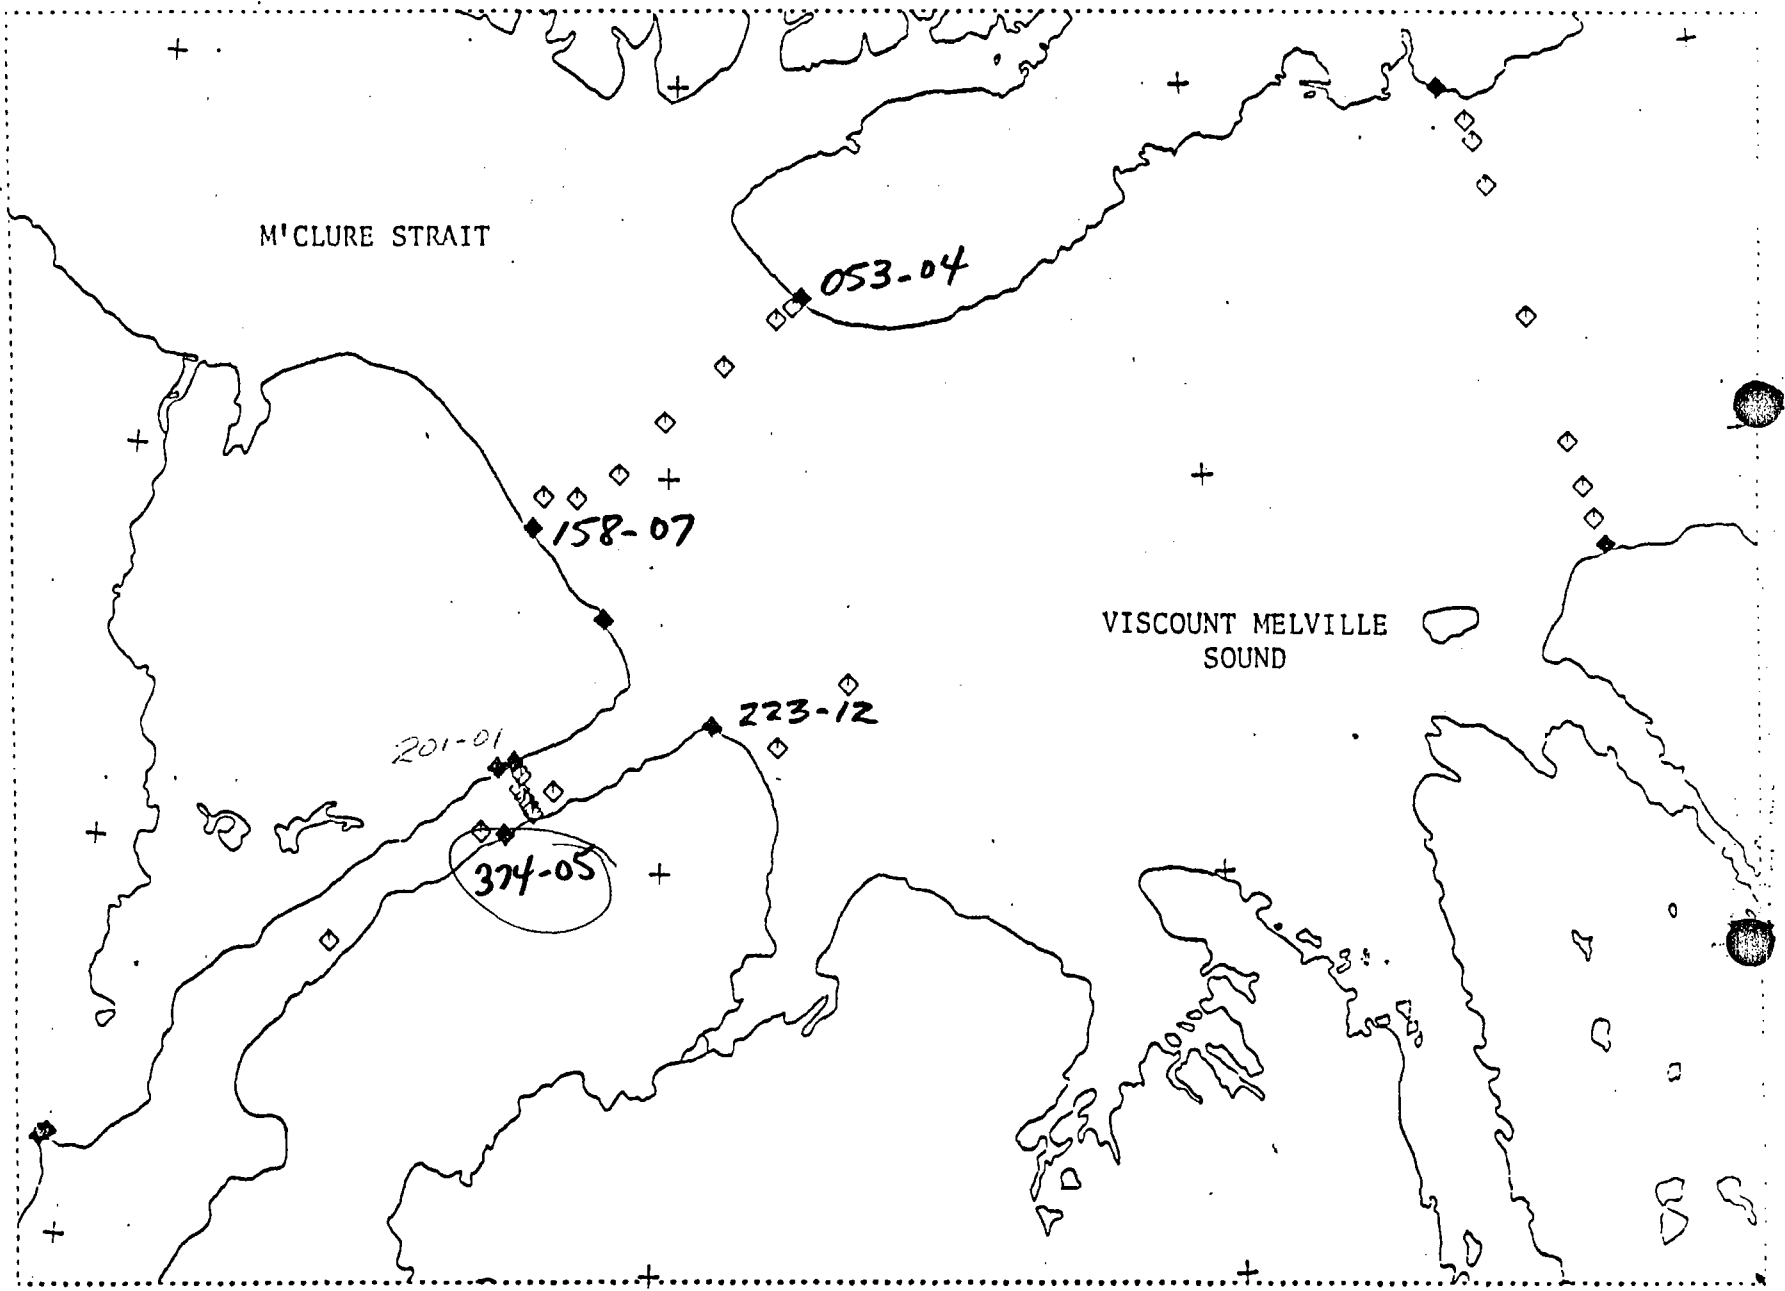 M'CLURE STRAIT
053-04
158-07
VISCOUNT MELVILLE
SOUND
223-12
201-01
374-05